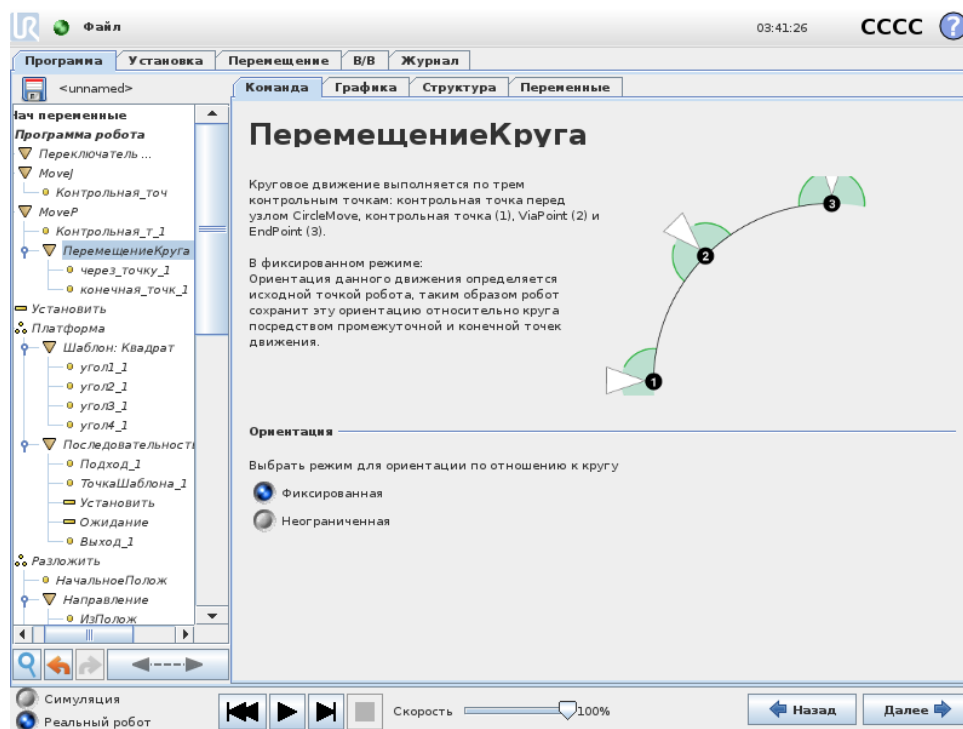 UR Файл 03:41:26 CCCC ?
Программа Установка Перемещение В/В Журнал
<unnamed>
Команда Графика Структура Переменные
Нач переменные
Программа робота
Переключатель ...
MoveJ
Контрольная_точ
MoveP
Контрольная_т_1
ПеремещениеКруга
через_точку_1
конечная_точк_1
Установить
Платформа
Шаблон: Квадрат
угол1_1
угол2_1
угол3_1
угол4_1
Последовательност
Подход_1
ТочкаШаблона_1
Установить
Ожидание
Выход_1
Разложить
НачальноеПолож
Направление
ИзПолож
ПеремещениеКруга
Круговое движение выполняется по трем
контрольным точкам: контрольная точка перед
узлом CircleMove, контрольная точка (1), ViaPoint (2) и
EndPoint (3).
В фиксированном режиме:
Ориентация данного движения определяется
исходной точкой робота, таким образом робот
сохранит эту ориентацию относительно круга
посредством промежуточной и конечной точек
движения.
3
2
1
Ориентация
Выбрать режим для ориентации по отношению к кругу
Фиксированная
Неограниченная
Симуляция
Реальный робот
Скорость 100%
Назад Далее